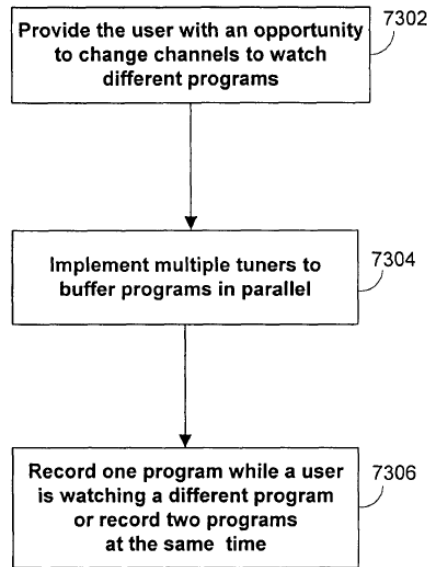 Provide the user with an opportunity
to change channels to watch
different programs
7302
Implement multiple tuners to
buffer programs in parallel
7304
Record one program while a user
is watching a different program
or record two programs
at the same time
7306